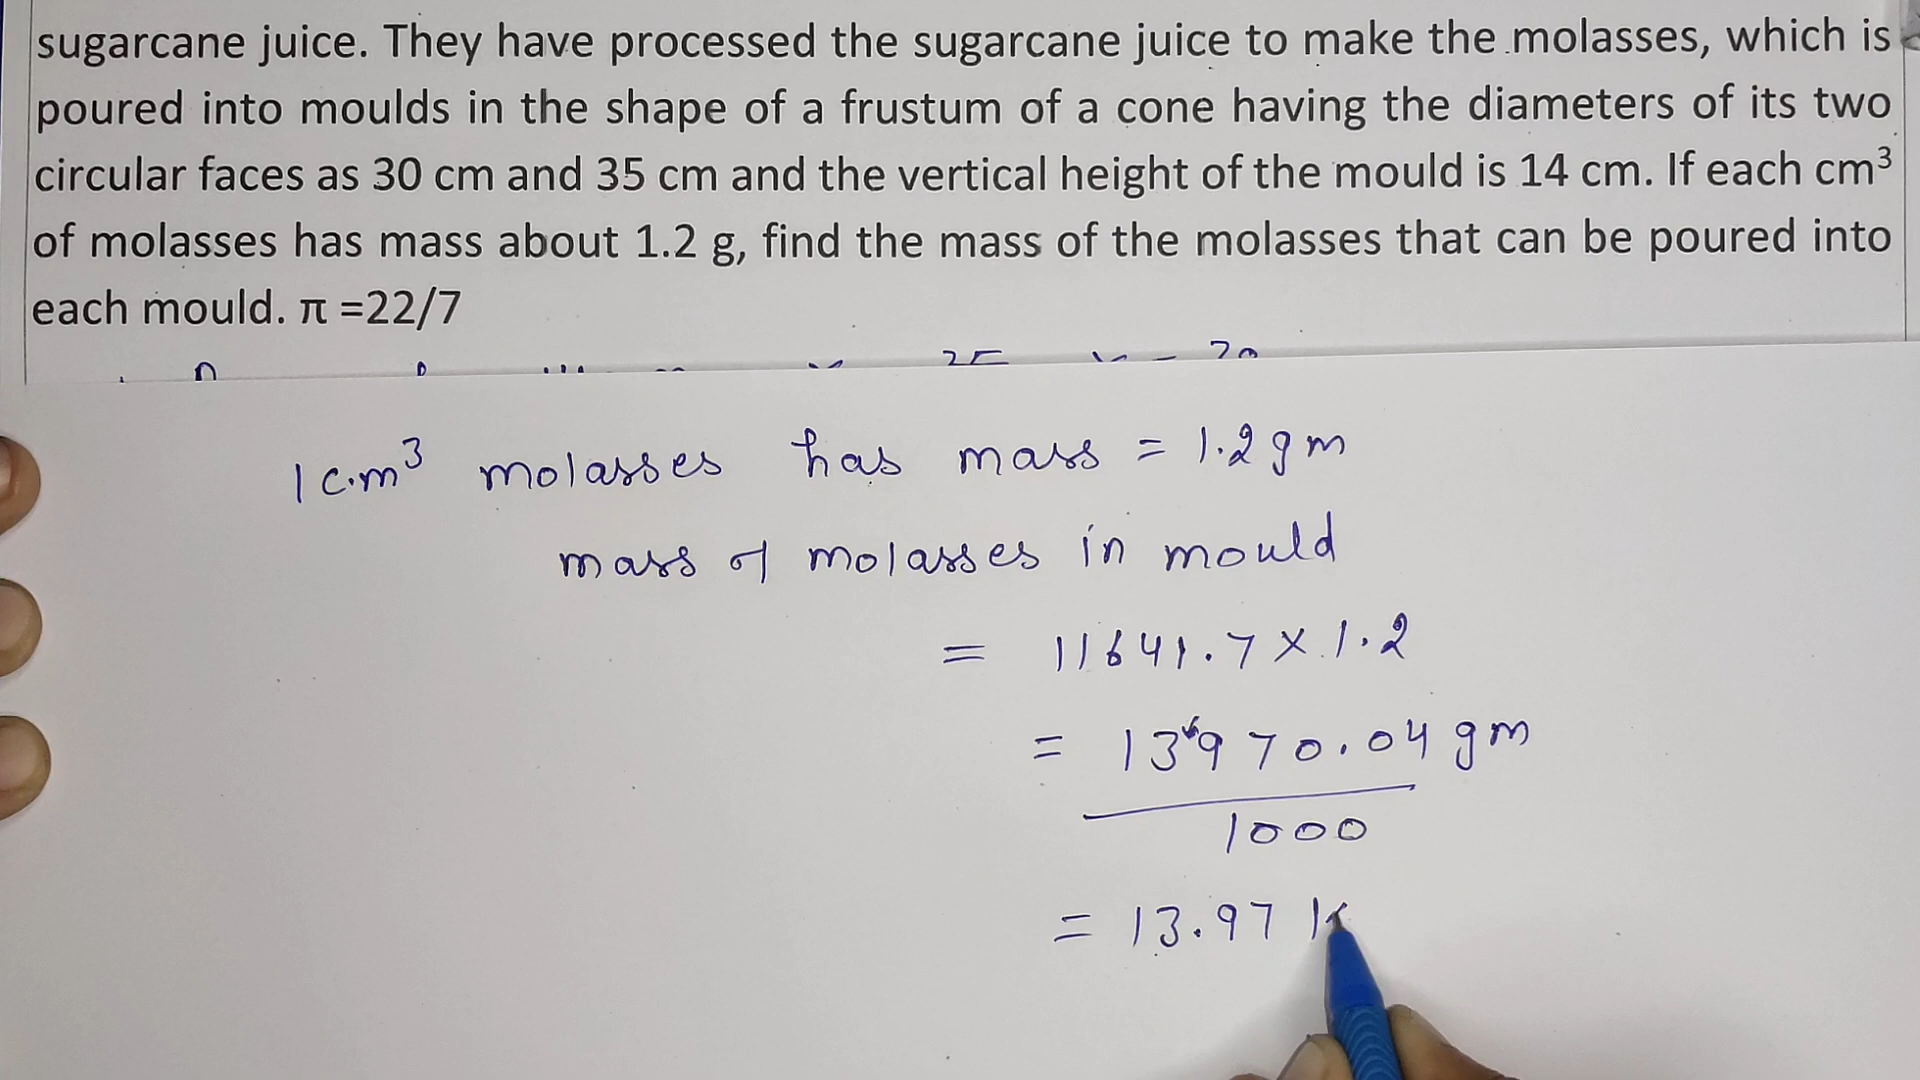 sugarcane juice. They have processed the sugarcane juice to make the molasses, which is
poured into moulds in the shape of a frustum of a cone having the diameters of its two
circular faces as 30 cm and 35 cm and the vertical height of the mould is 14 cm. If each cm³
of molasses has mass about 1.2 g, find the mass of the molasses that can be poured into
each mould. π =22/7
1 c.m³ molasses has mass = 1.2 gm
mass of molasses in mould
= 11641.7 × 1.2
= 13970.04 gm
1000
= 13.97 k